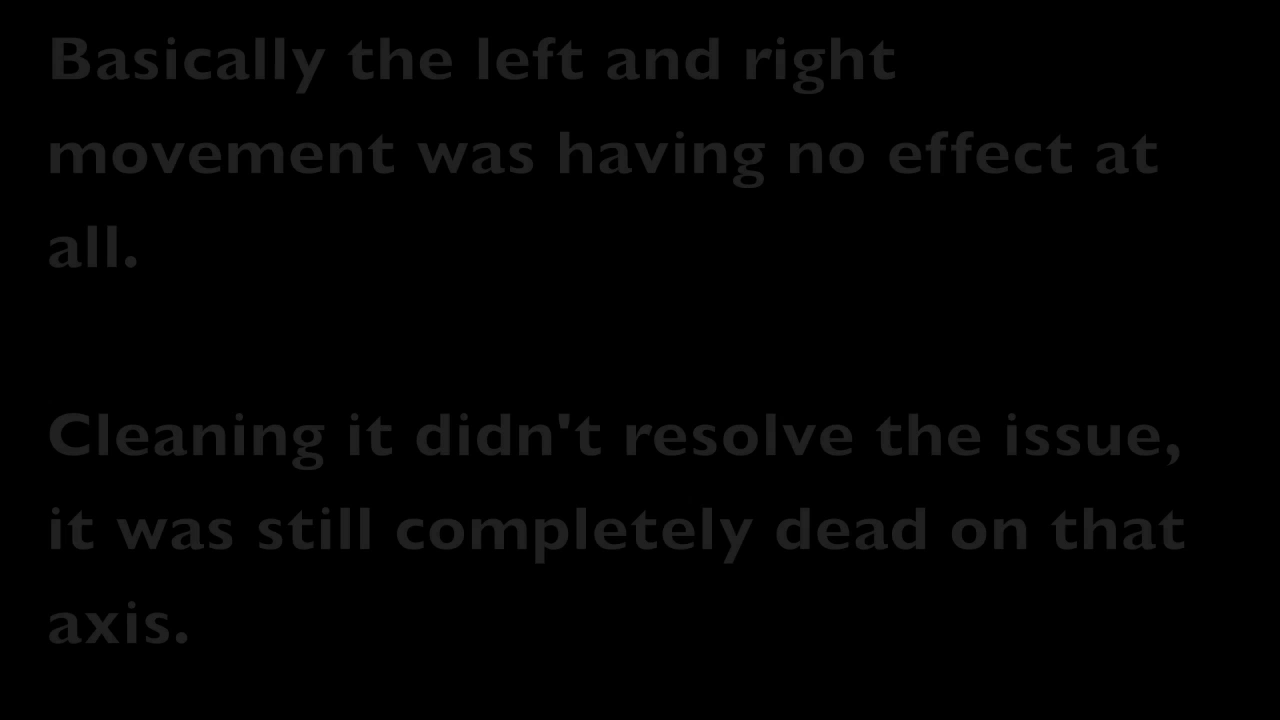 Basically the left and right
movement was having no effect at
all.
Cleaning it didn't resolve the issue,
it was still completely dead on that
axis.